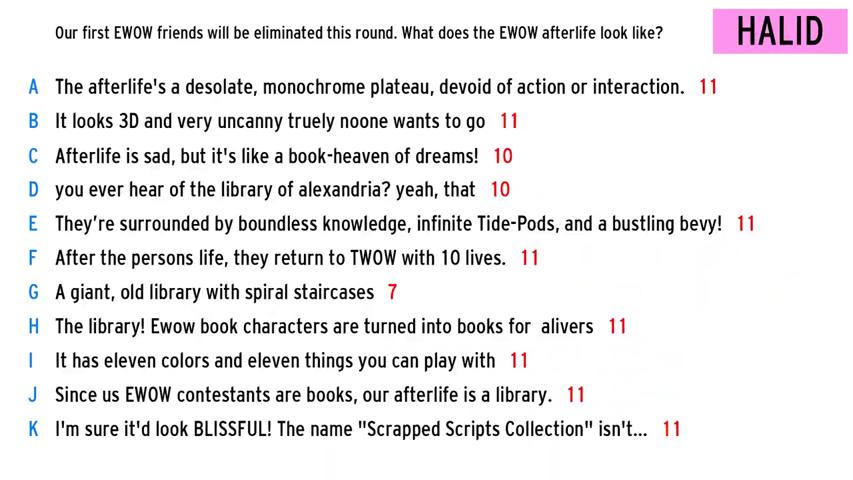 Our first EWOW friends will be eliminated this round. What does the EWOW afterlife look like?
HALID
A The afterlife's a desolate, monochrome plateau, devoid of action or interaction. 11
B It looks 3D and very uncanny truely noone wants to go 11
C Afterlife is sad, but it's like a book-heaven of dreams! 10
D you ever hear of the library of alexandria? yeah, that 10
E They’re surrounded by boundless knowledge, infinite Tide-Pods, and a bustling bevy! 11
F After the persons life, they return to TWOW with 10 lives. 11
G A giant, old library with spiral staircases 7
H The library! Ewow book characters are turned into books for  alivers 11
I It has eleven colors and eleven things you can play with 11
J Since us EWOW contestants are books, our afterlife is a library. 11
K I'm sure it'd look BLISSFUL! The name "Scrapped Scripts Collection" isn't... 11